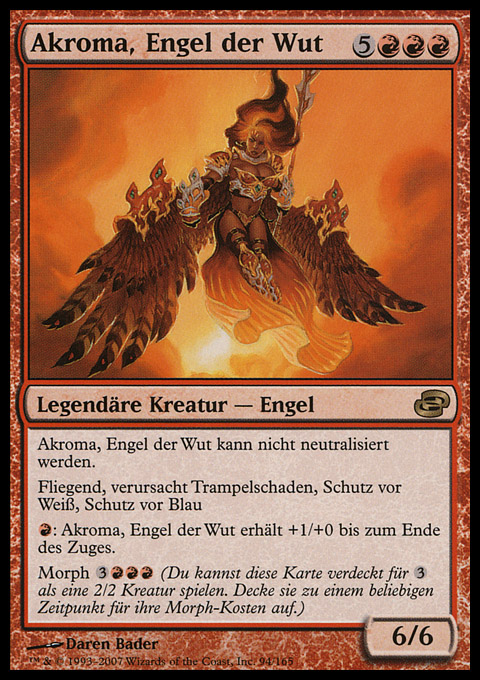 Akroma, Engel der Wut 5
Legendäre Kreatur — Engel
Akroma, Engel der Wut kann nicht neutralisiert
werden.
Fliegend, verursacht Trampelschaden, Schutz vor
Weiß, Schutz vor Blau
: Akroma, Engel der Wut erhält +1/+0 bis zum Ende
des Zuges.
Morph 3 (Du kannst diese Karte verdeckt für 3
als eine 2/2 Kreatur spielen. Decke sie zu einem beliebigen
Zeitpunkt für ihre Morph-Kosten auf.)
Daren Bader
6/6
™ & © 1993–2007 Wizards of the Coast, Inc. 94/165